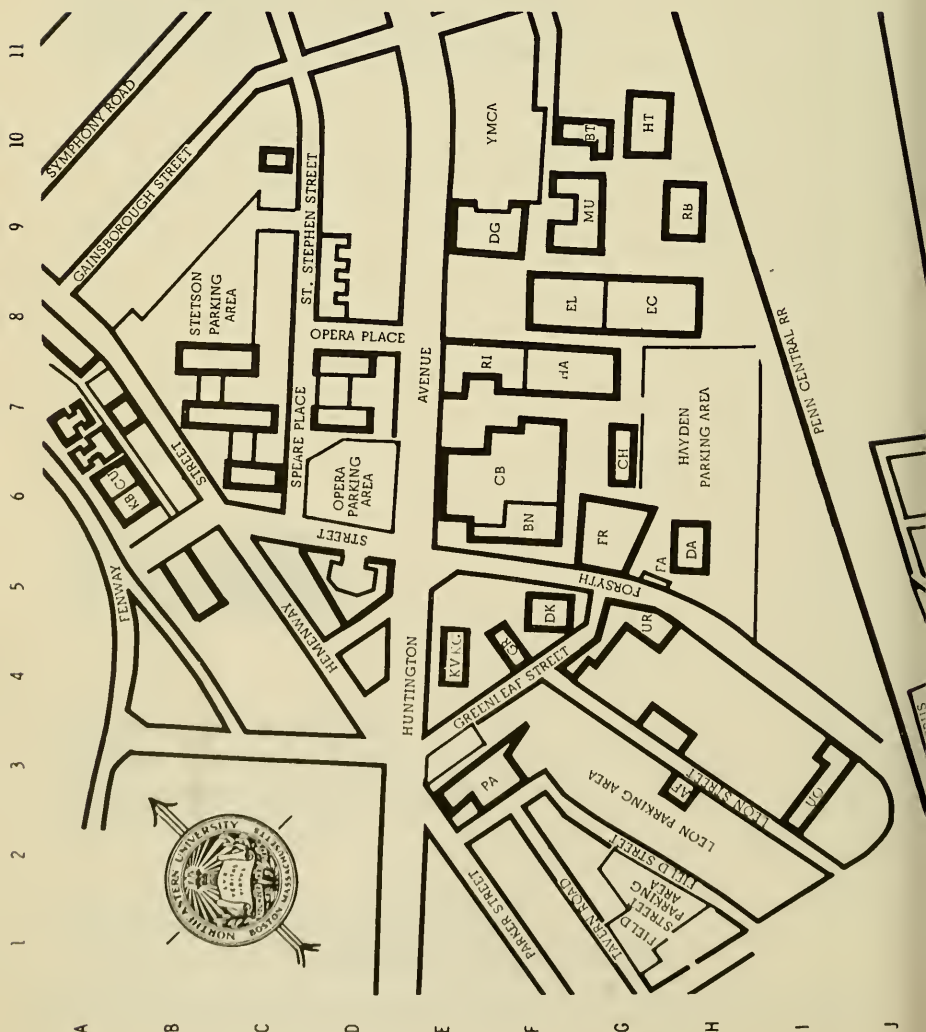 11
10
9
8
7
6
5
4
3
2
1
A
B
C
D
E
F
G
H
I
J
SYMPHONY ROAD
GAINSBOROUGH STREET
ST. STEPHEN STREET
STETSON
PARKING
AREA
OPERA PLACE
SPEARE PLACE
OPERA
PARKING
AREA
STREET
STREET
HEMENWAY
FENWAY
KB
CU
AVENUE
HUNTINGTON
YMCA
DG
BT
HT
MU
RB
EL
EC
RI
HA
CB
BN
CH
HAYDEN
PARKING AREA
PENN CENTRAL RR
FR
DA
FORSYTH
DK
GR
UR
GREENLEAF STREET
PA
AF
LEON STREET
LEON PARKING AREA
FIELD STREET
FIELD
STREET
PARKING
AREA
TAVERN ROAD
PARKER STREET
NORTHEASTERN UNIVERSITY
BOSTON MASSACHUSETTS